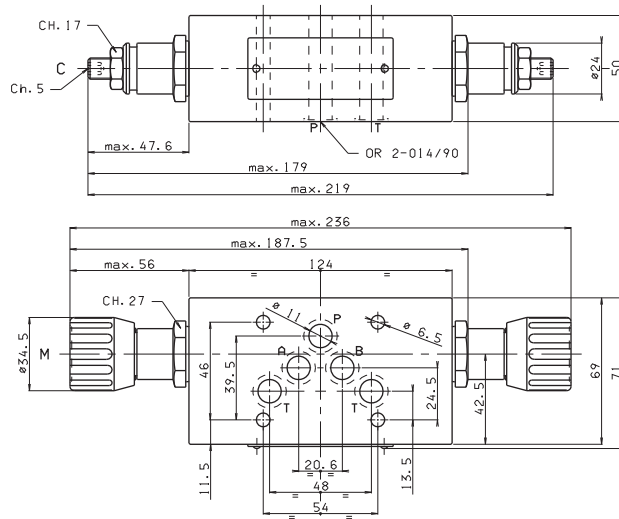 CH.17
C
Ch.5
ø24
50
P
T
OR 2-014/90
max.47.6
max.179
max.219
max.236
max.187.5
max.56
124
=
=
CH.27
ø 11
P
ø 6.5
ø34.5
M
A
B
46
39.5
24.5
42.5
69
71
T
T
11.5
20.6
=
=
13.5
48
=
=
54
=
=